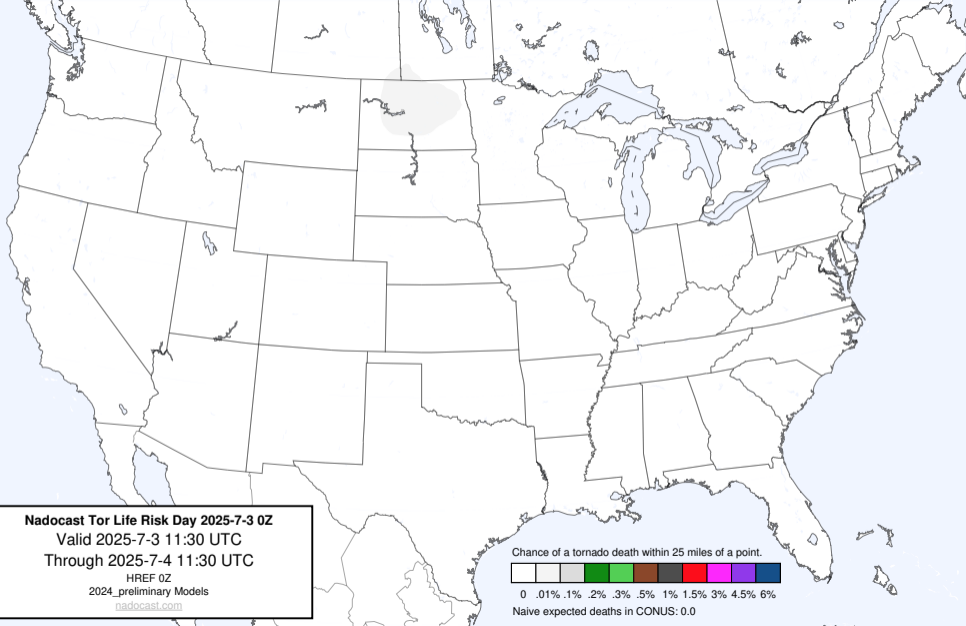 Nadocast Tor Life Risk Day 2025-7-3 0Z
Valid 2025-7-3 11:30 UTC
Through 2025-7-4 11:30 UTC
HREF 0Z
2024_preliminary Models
nadocast.com
Chance of a tornado death within 25 miles of a point.
0 .01% .1% .2% .3% .5% 1% 1.5% 3% 4.5% 6%
Naive expected deaths in CONUS: 0.0